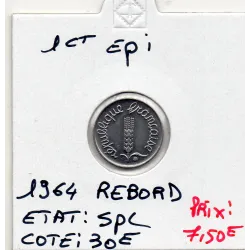 1CT Epi
République française
1964 REBORD
ETAT: SPL
COTE: 30E
PRIX:
7,50E